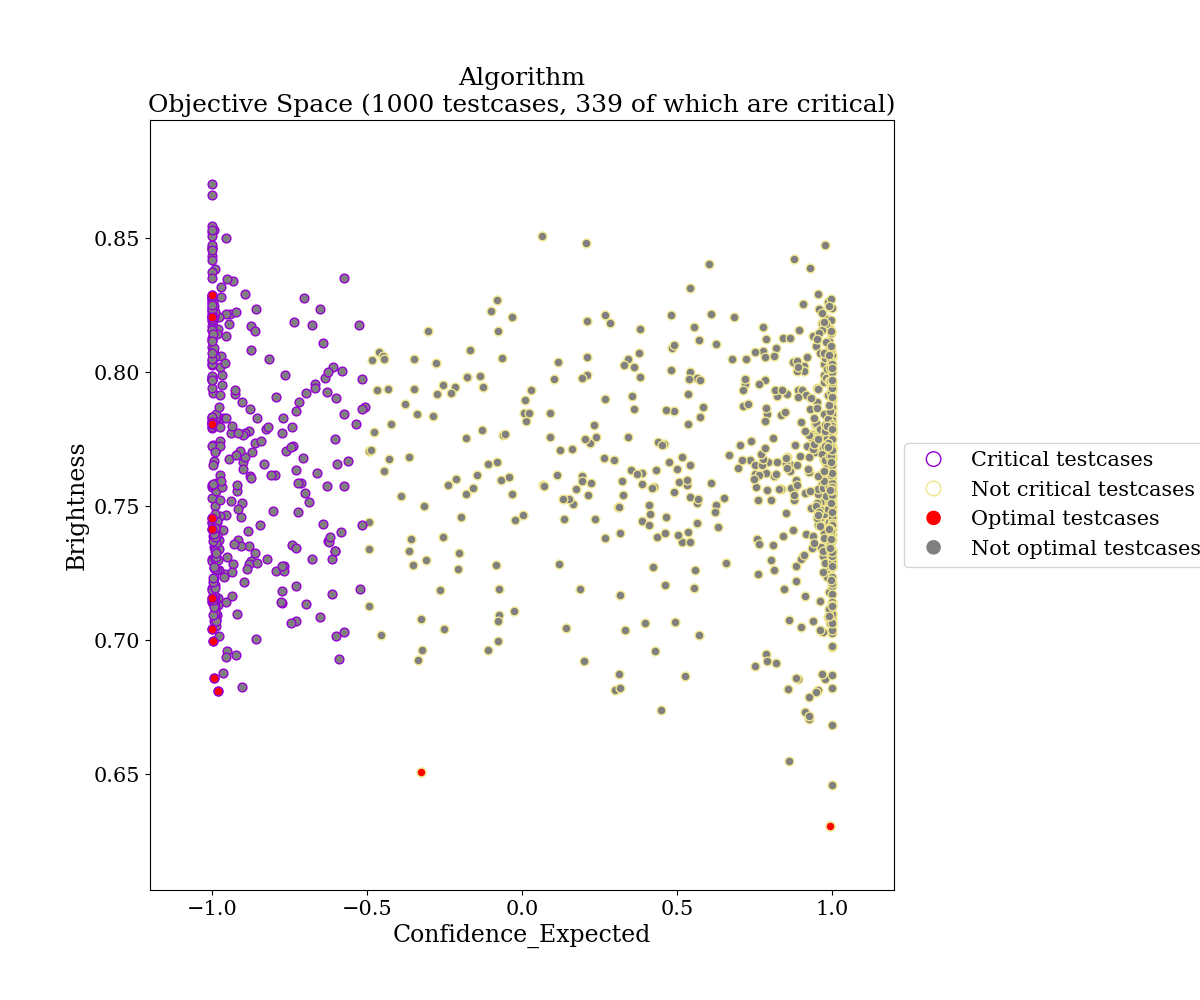 Algorithm
Objective Space (1000 testcases, 339 of which are critical)
0.85
0.80
0.75
0.70
0.65
Brightness
−1.0
−0.5
0.0
0.5
1.0
Confidence_Expected
Critical testcases
Not critical testcases
Optimal testcases
Not optimal testcases